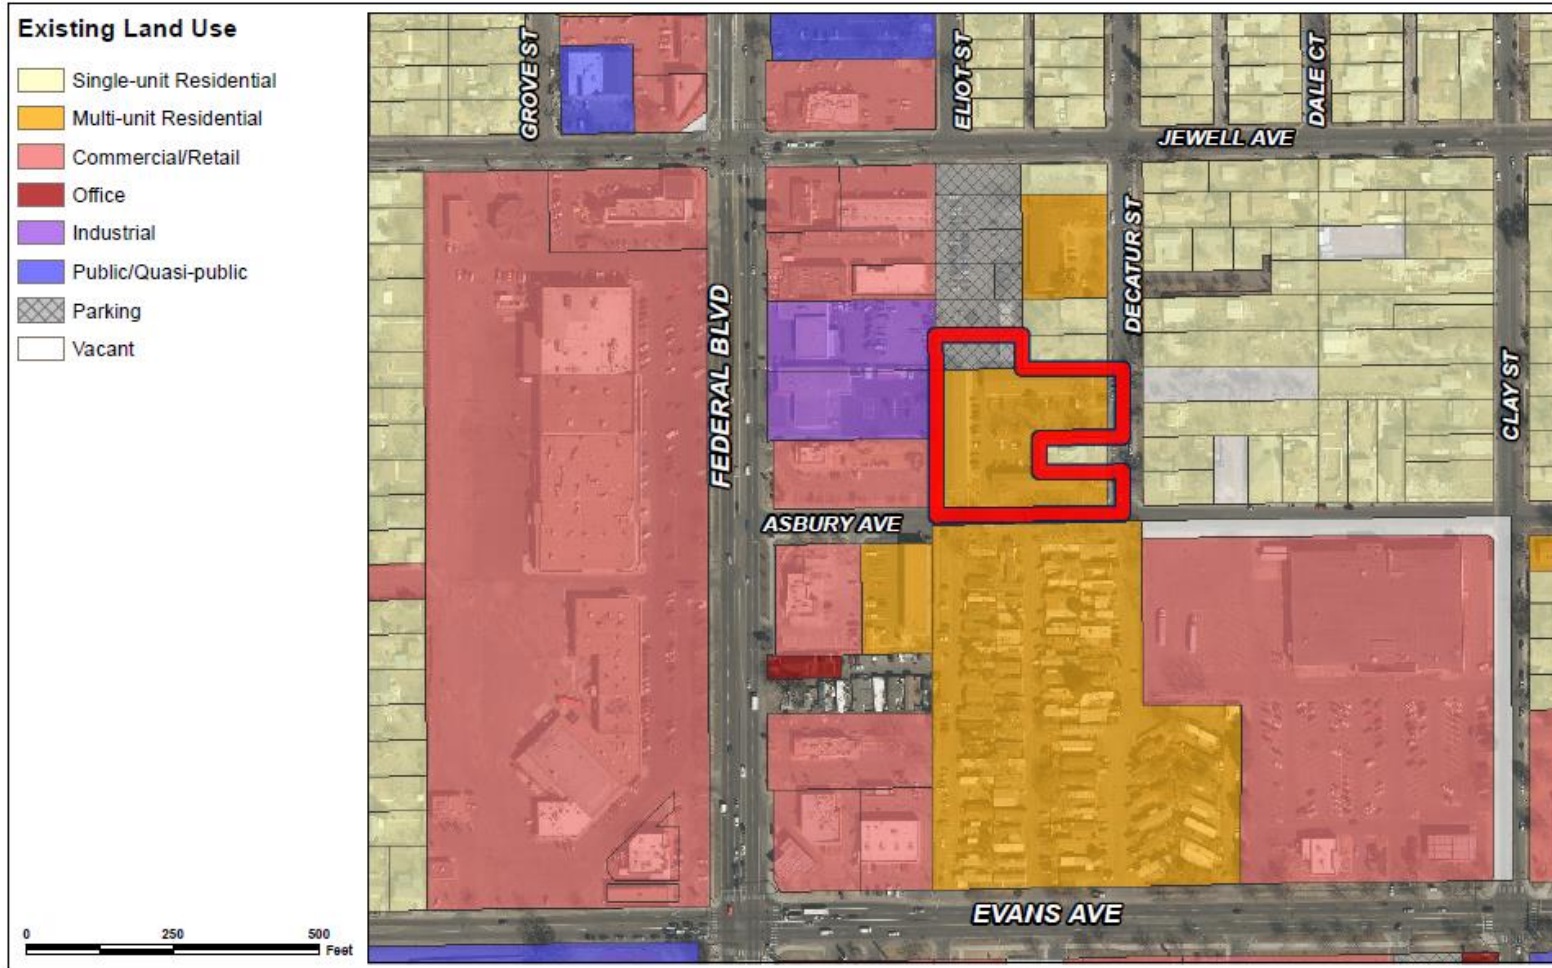 Existing Land Use
Single-unit Residential
Multi-unit Residential
Commercial/Retail
Office
Industrial
Public/Quasi-public
Parking
Vacant
0 250 500
Feet
GROVE ST
ELIOT ST
DALE CT
JEWELL AVE
DECATUR ST
FEDERAL BLVD
CLAY ST
ASBURY AVE
EVANS AVE